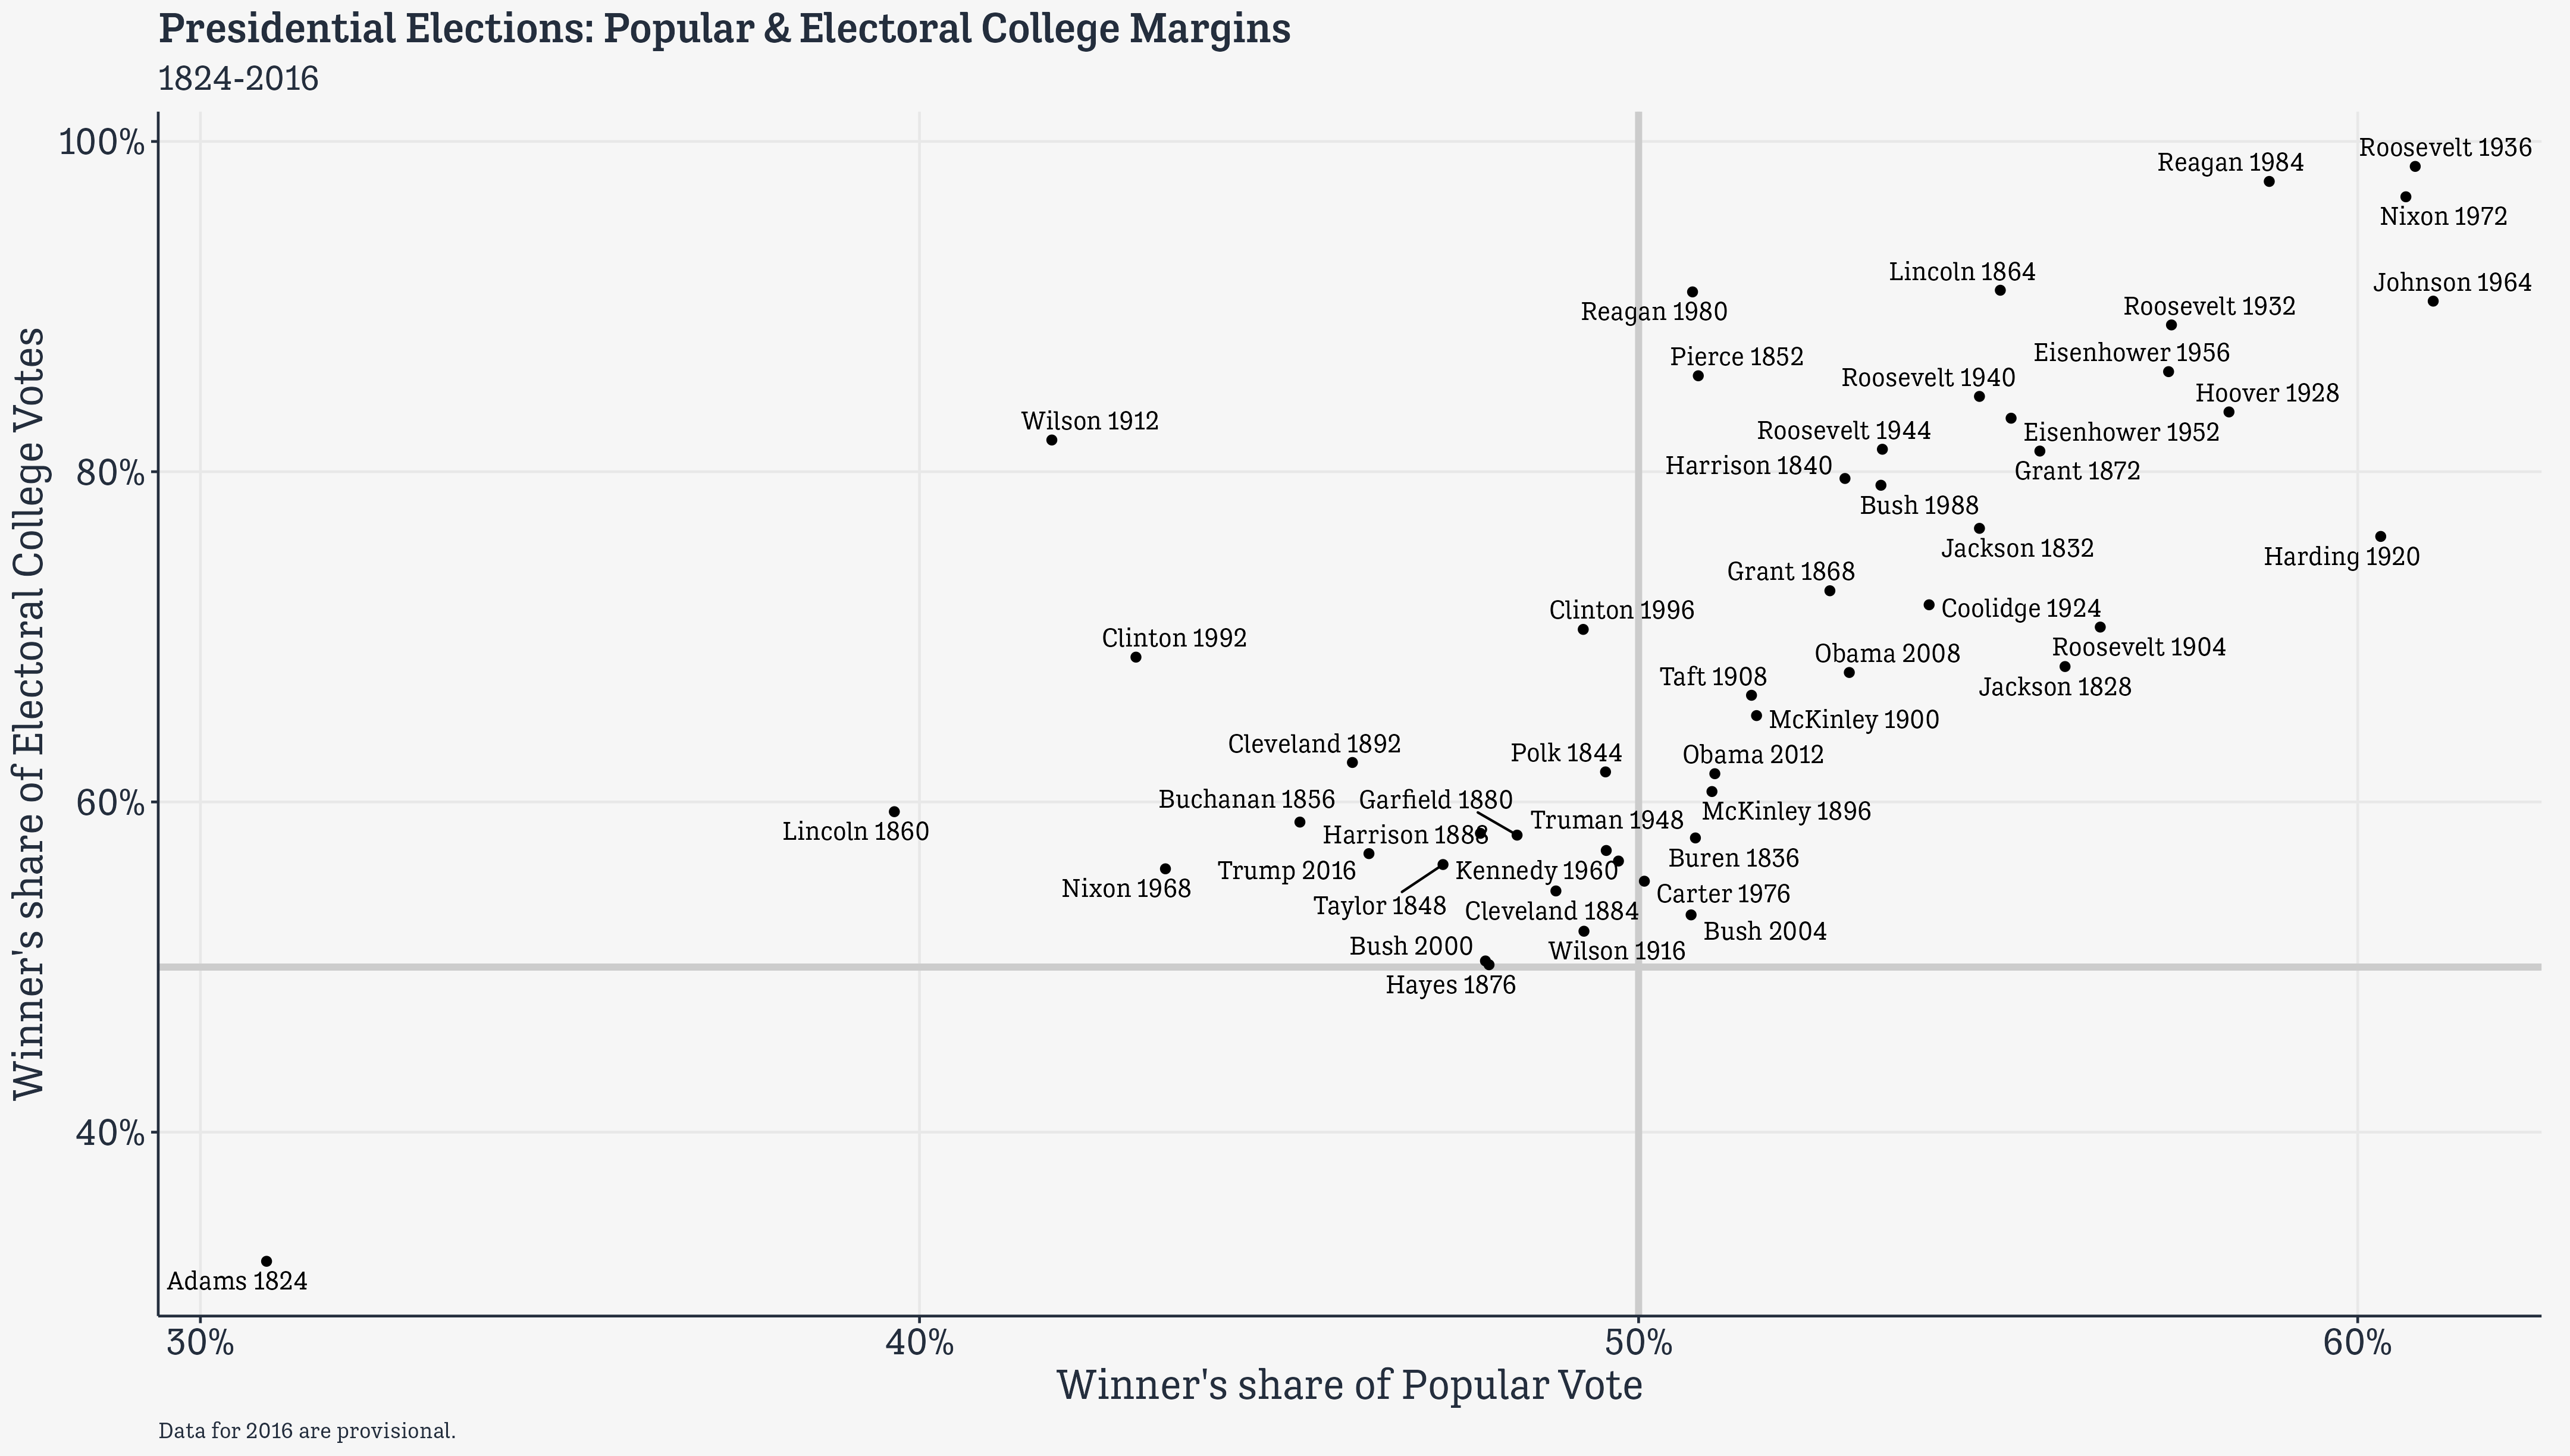 Presidential Elections: Popular & Electoral College Margins
1824-2016
Winner's share of Electoral College Votes
100%
80%
60%
40%
Roosevelt 1936
Reagan 1984
Nixon 1972
Lincoln 1864
Johnson 1964
Reagan 1980
Roosevelt 1932
Pierce 1852
Eisenhower 1956
Roosevelt 1940
Hoover 1928
Wilson 1912
Roosevelt 1944
Eisenhower 1952
Harrison 1840
Grant 1872
Bush 1988
Jackson 1832
Harding 1920
Grant 1868
Clinton 1996
Coolidge 1924
Clinton 1992
Roosevelt 1904
Obama 2008
Taft 1908
Jackson 1828
McKinley 1900
Cleveland 1892
Polk 1844
Obama 2012
Buchanan 1856
Garfield 1880
McKinley 1896
Truman 1948
Lincoln 1860
Harrison 1888
Buren 1836
Trump 2016
Kennedy 1960
Nixon 1968
Carter 1976
Taylor 1848
Cleveland 1884
Bush 2004
Bush 2000
Wilson 1916
Hayes 1876
Adams 1824
30%
40%
50%
60%
Winner's share of Popular Vote
Data for 2016 are provisional.